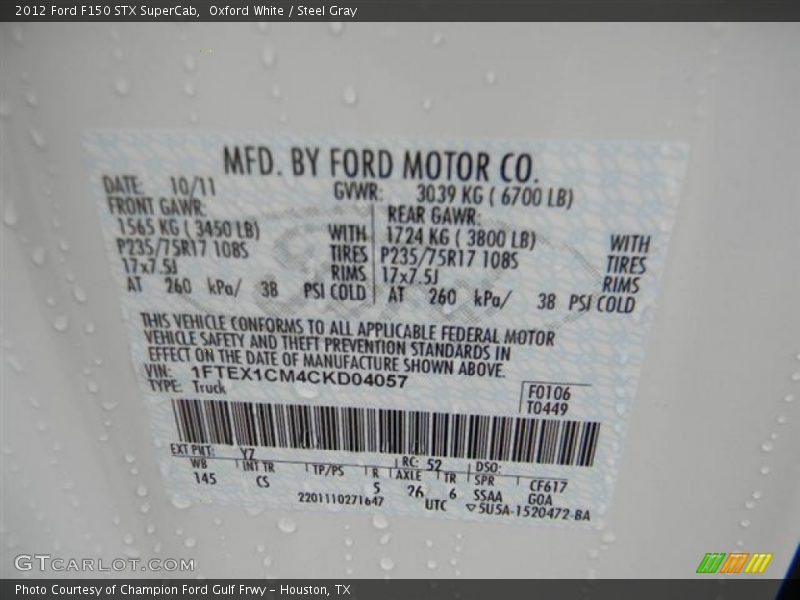 2012 Ford F150 STX SuperCab, Oxford White / Steel Gray
MFD. BY FORD MOTOR CO.
DATE: 10/11 GVWR: 3039 KG ( 6700 LB)
FRONT GAWR: REAR GAWR:
1565 KG ( 3450 LB) WITH 1724 KG ( 3800 LB) WITH
P235/75R17 108S TIRES P235/75R17 108S TIRES
17x7.5J RIMS 17x7.5J RIMS
AT 260 kPa/ 38 PSI COLD AT 260 kPa/ 38 PSI COLD
THIS VEHICLE CONFORMS TO ALL APPLICABLE FEDERAL MOTOR
VEHICLE SAFETY AND THEFT PREVENTION STANDARDS IN
EFFECT ON THE DATE OF MANUFACTURE SHOWN ABOVE.
VIN: 1FTEX1CM4CKD04057
TYPE: Truck F0106
T0449
EXT PNT: YZ RC: 52 DSO:
WB INT TR TP/PS R AXLE TR SPR CF617
145 CS 5 26 6 SSAA GOA
2201110271647 UTC ▽5U5A-1520472-BA
GTCARLOT.COM
Photo Courtesy of Champion Ford Gulf Frwy - Houston, TX